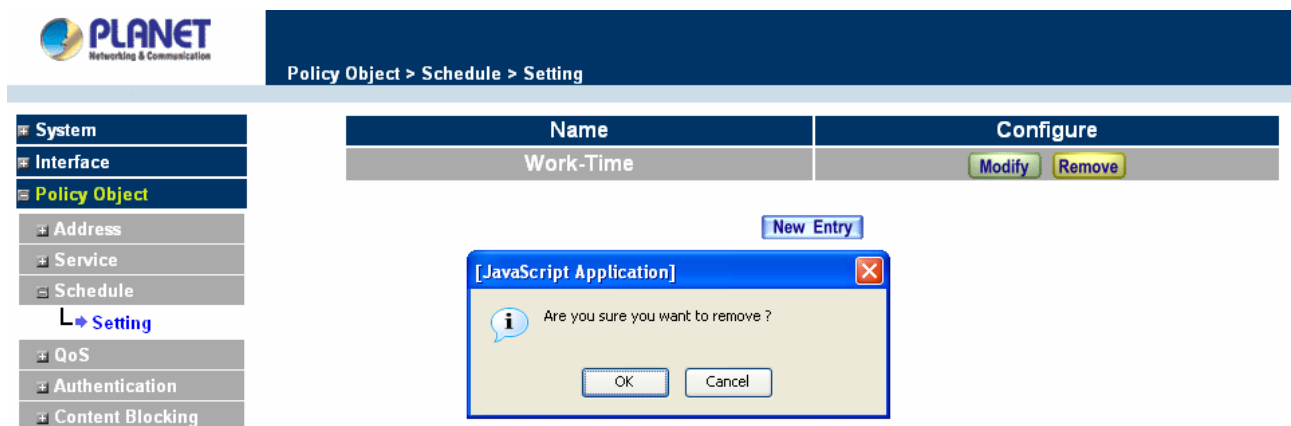 PLANET
Networking & Communication
Policy Object > Schedule > Setting
System
Interface
Policy Object
Address
Service
Schedule
Setting
QoS
Authentication
Content Blocking
Name Configure
Work-Time Modify Remove
New Entry
[JavaScript Application]
Are you sure you want to remove ?
OK Cancel